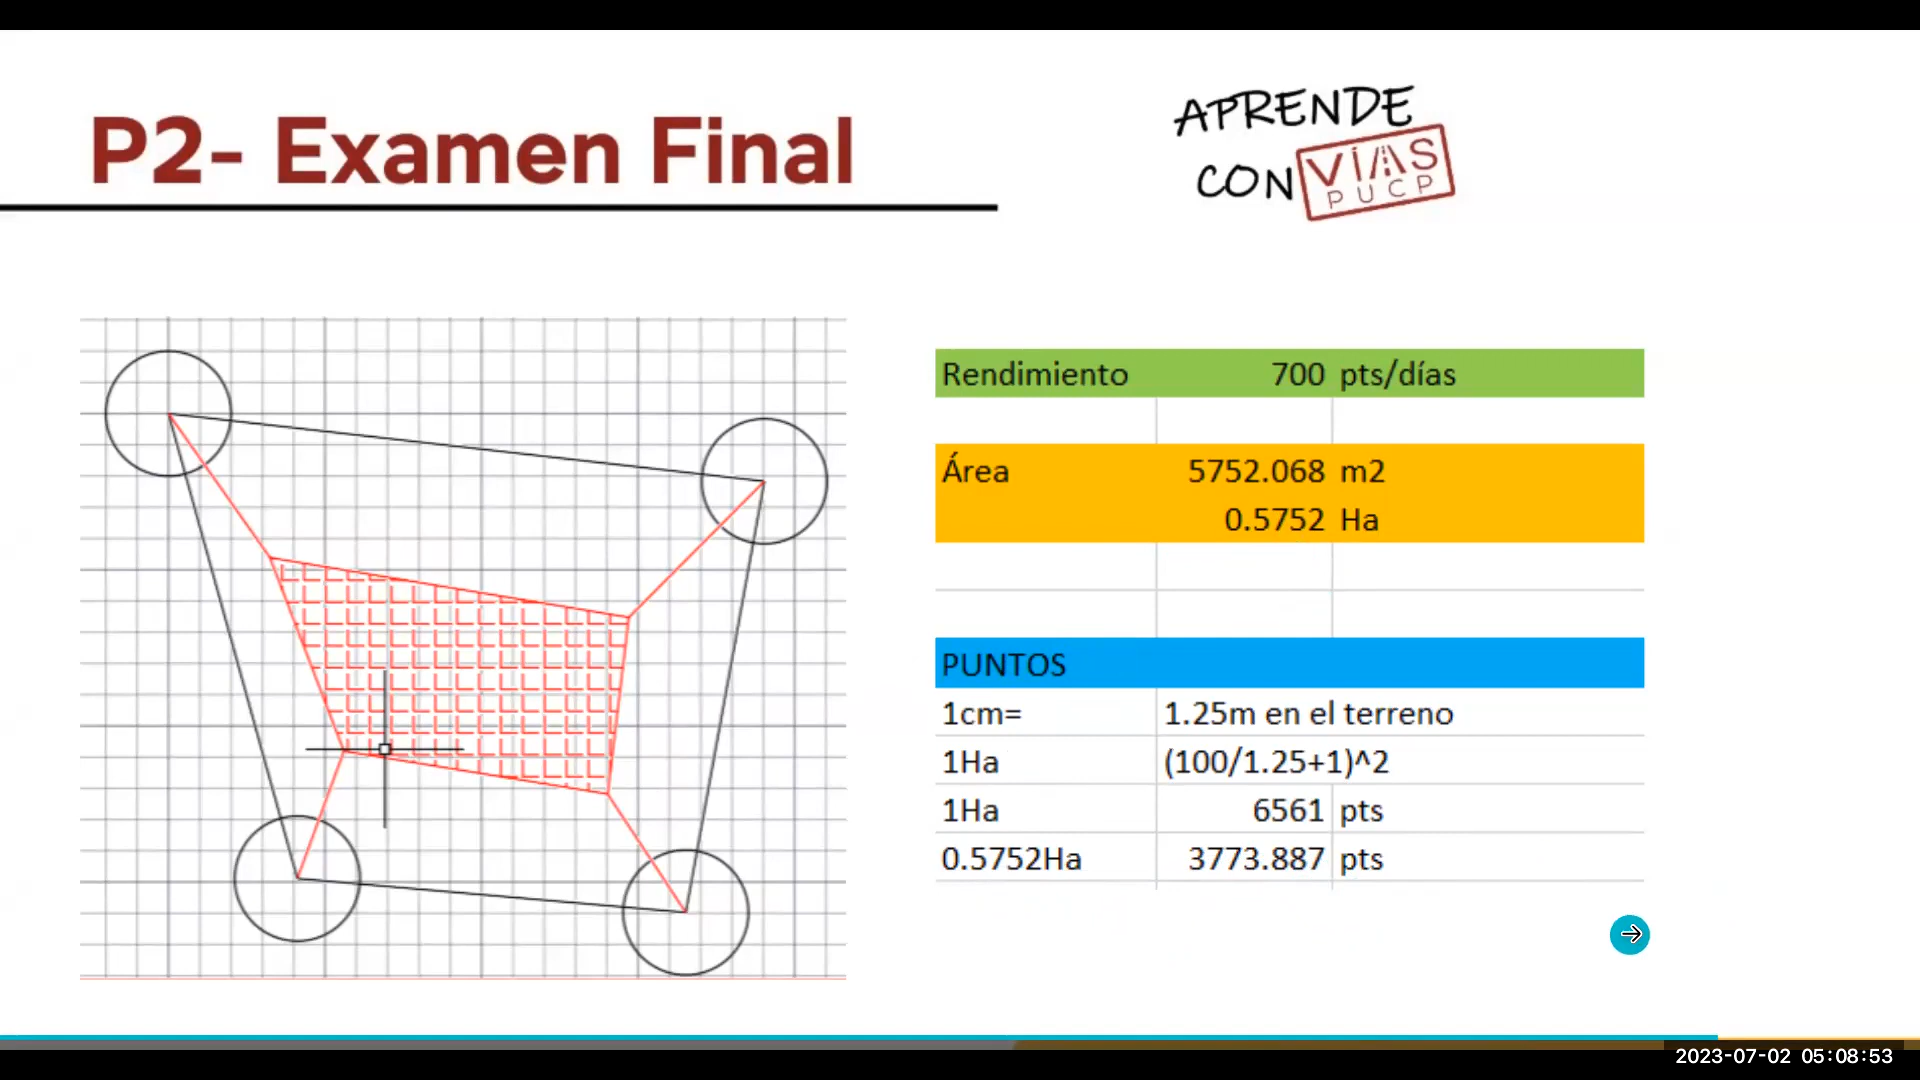 P2- Examen Final
APRENDE
CON VÍAS
PUCP
Rendimiento 700 pts/días
Área 5752.068 m2
0.5752 Ha
PUNTOS
1cm= 1.25m en el terreno
1Ha (100/1.25+1)^2
1Ha 6561 pts
0.5752Ha 3773.887 pts
2023-07-02 05:08:53